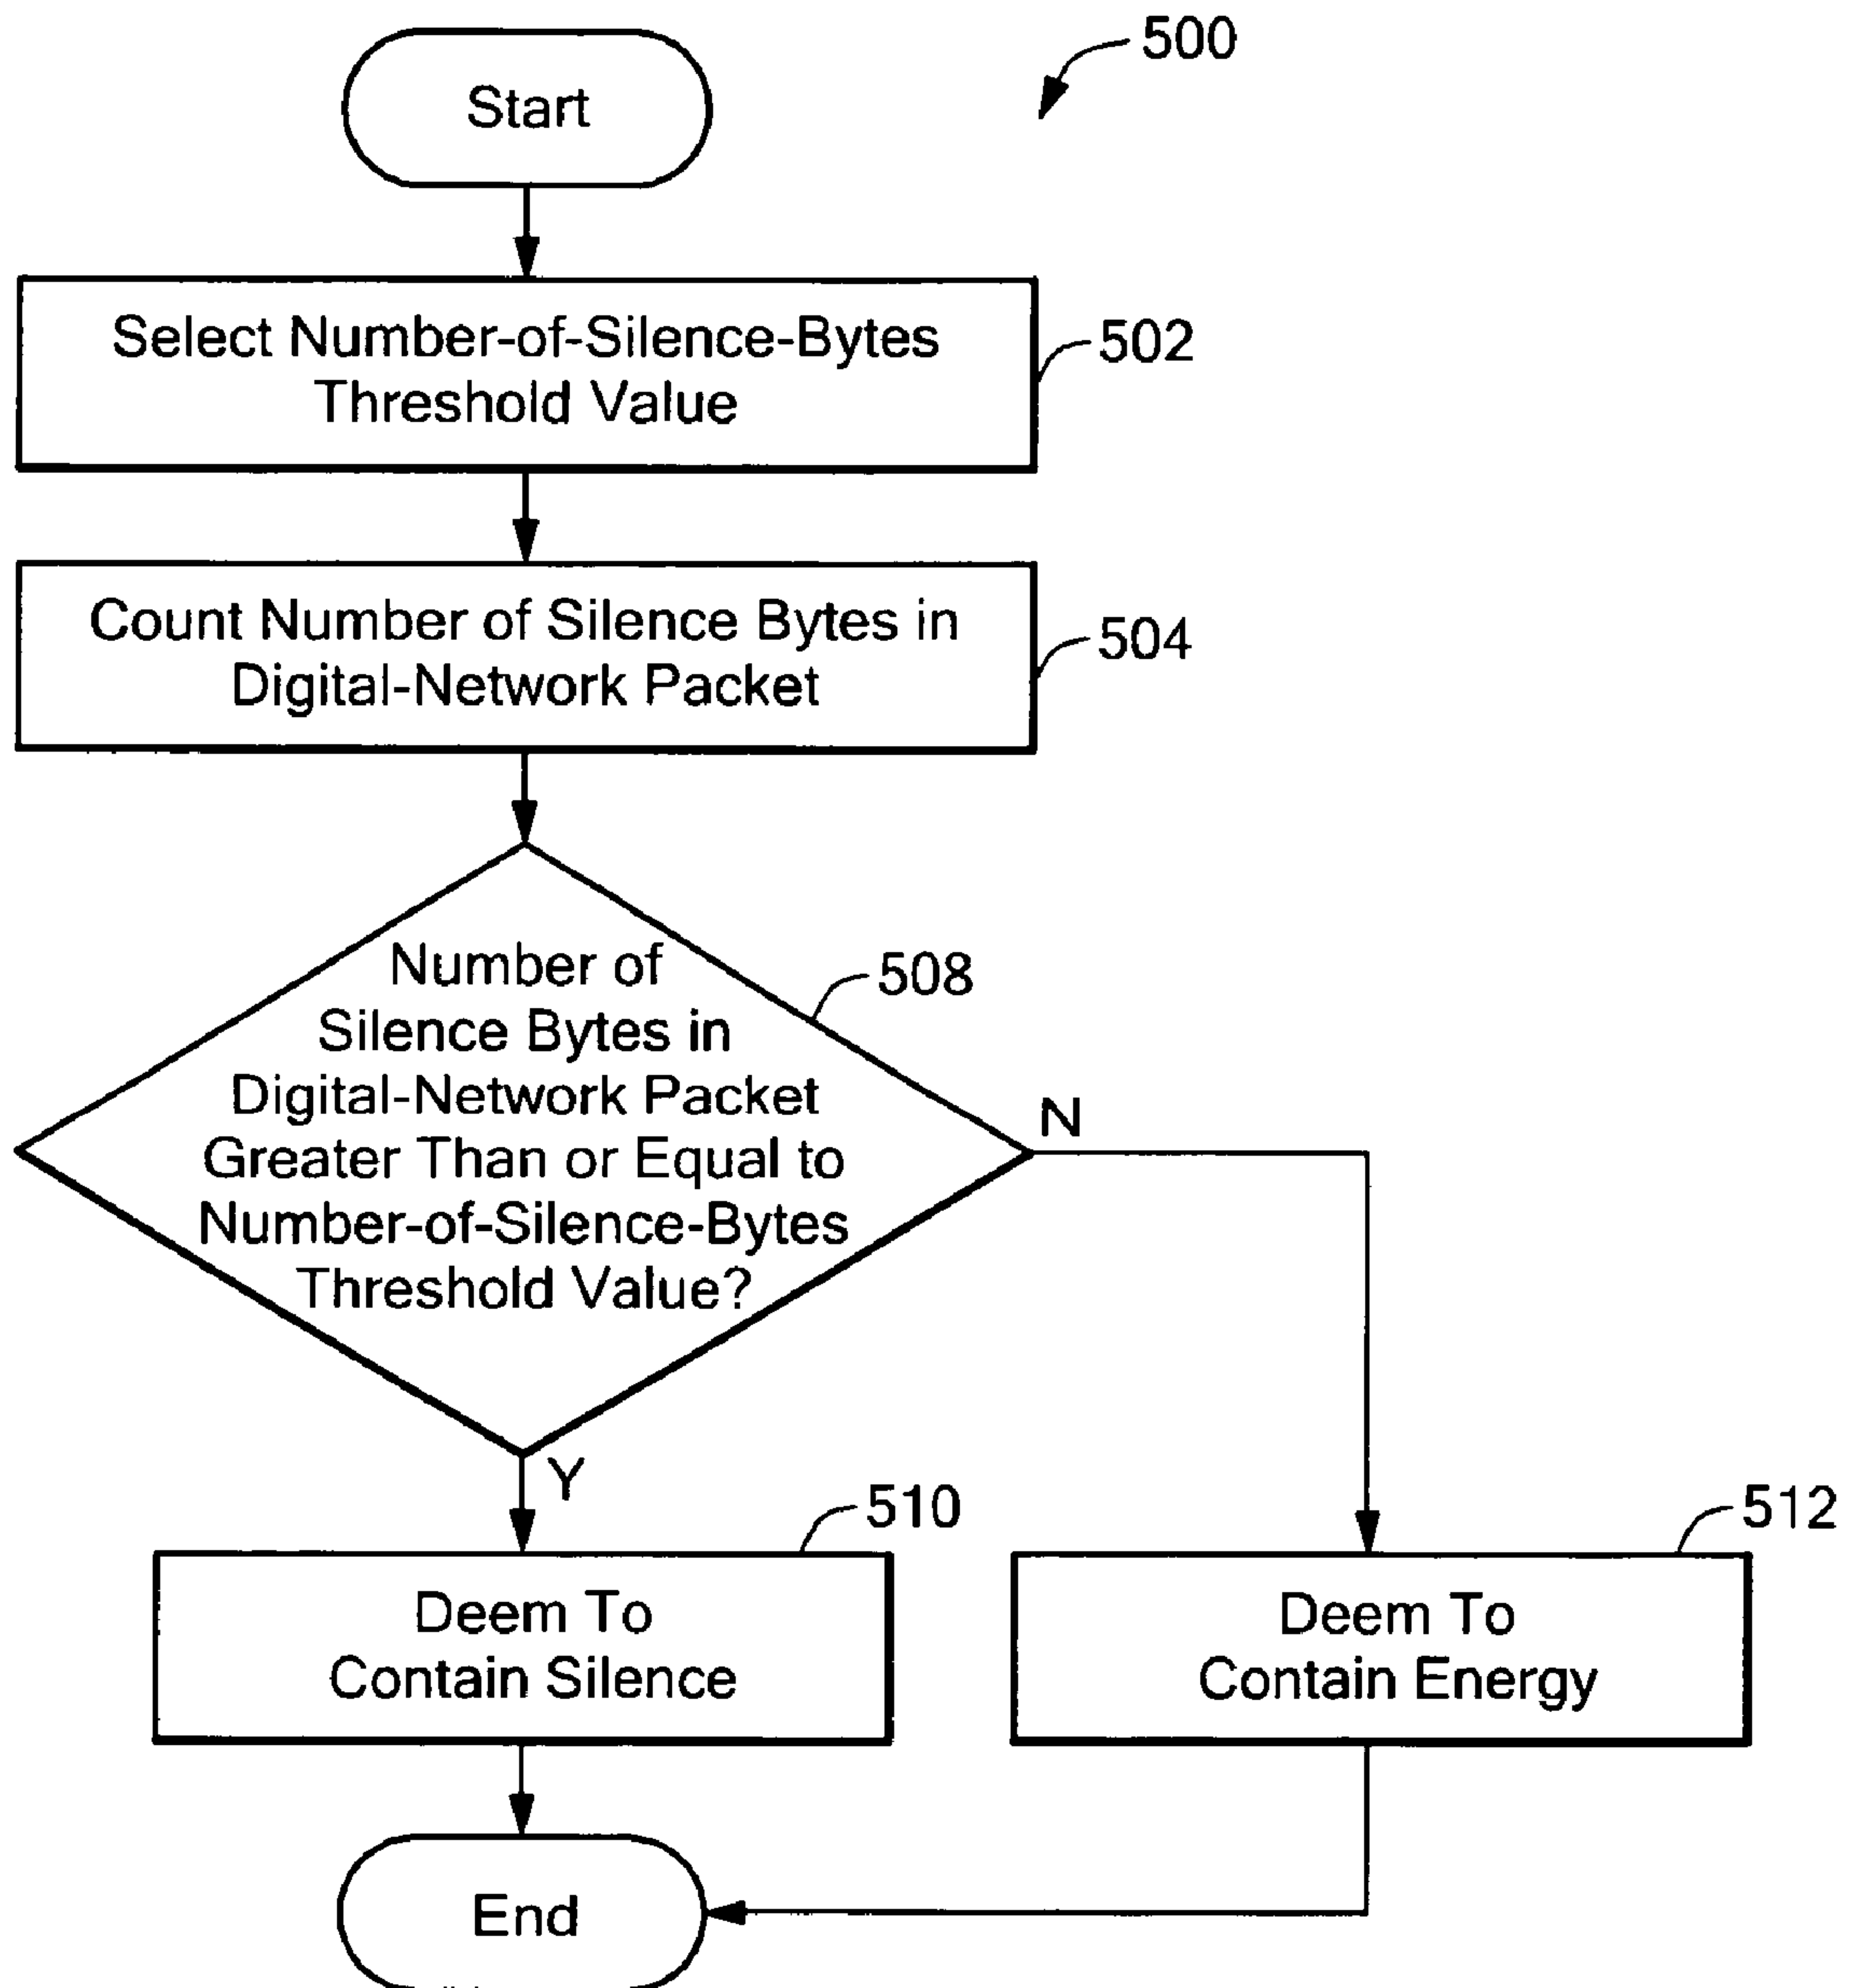 500
Start
Select Number-of-Silence-Bytes
Threshold Value
502
Count Number of Silence Bytes in
Digital-Network Packet
504
Number of
Silence Bytes in
Digital-Network Packet
Greater Than or Equal to
Number-of-Silence-Bytes
Threshold Value?
508
N
Y
510
Deem To
Contain Silence
512
Deem To
Contain Energy
End